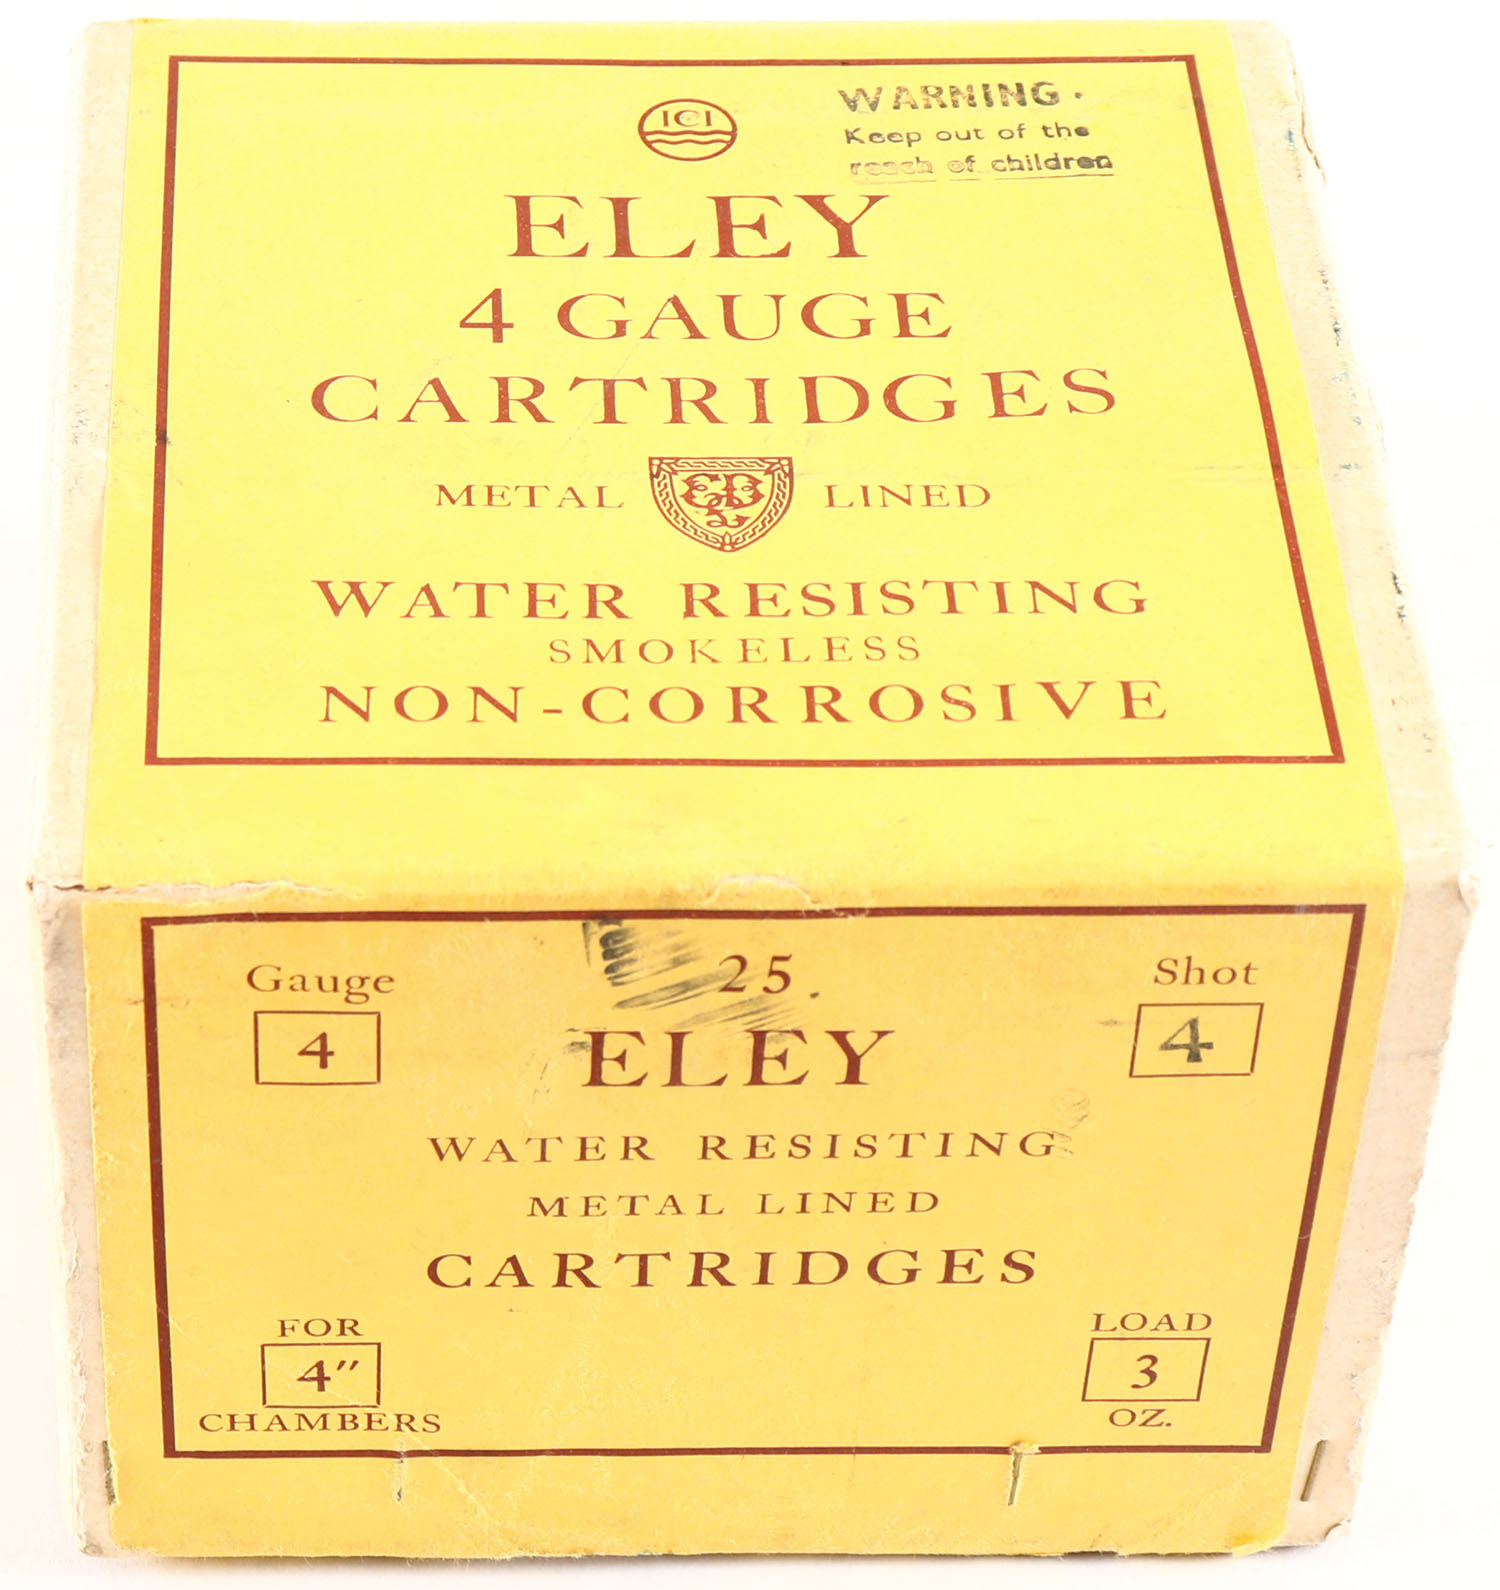 ICI
WARNING.
Keep out of the
reach of children
ELEY
4 GAUGE
CARTRIDGES
METAL LINED
WATER RESISTING
SMOKELESS
NON-CORROSIVE
Gauge 25 Shot
4 ELEY 4
WATER RESISTING
METAL LINED
CARTRIDGES
FOR LOAD
4" 3
CHAMBERS OZ.